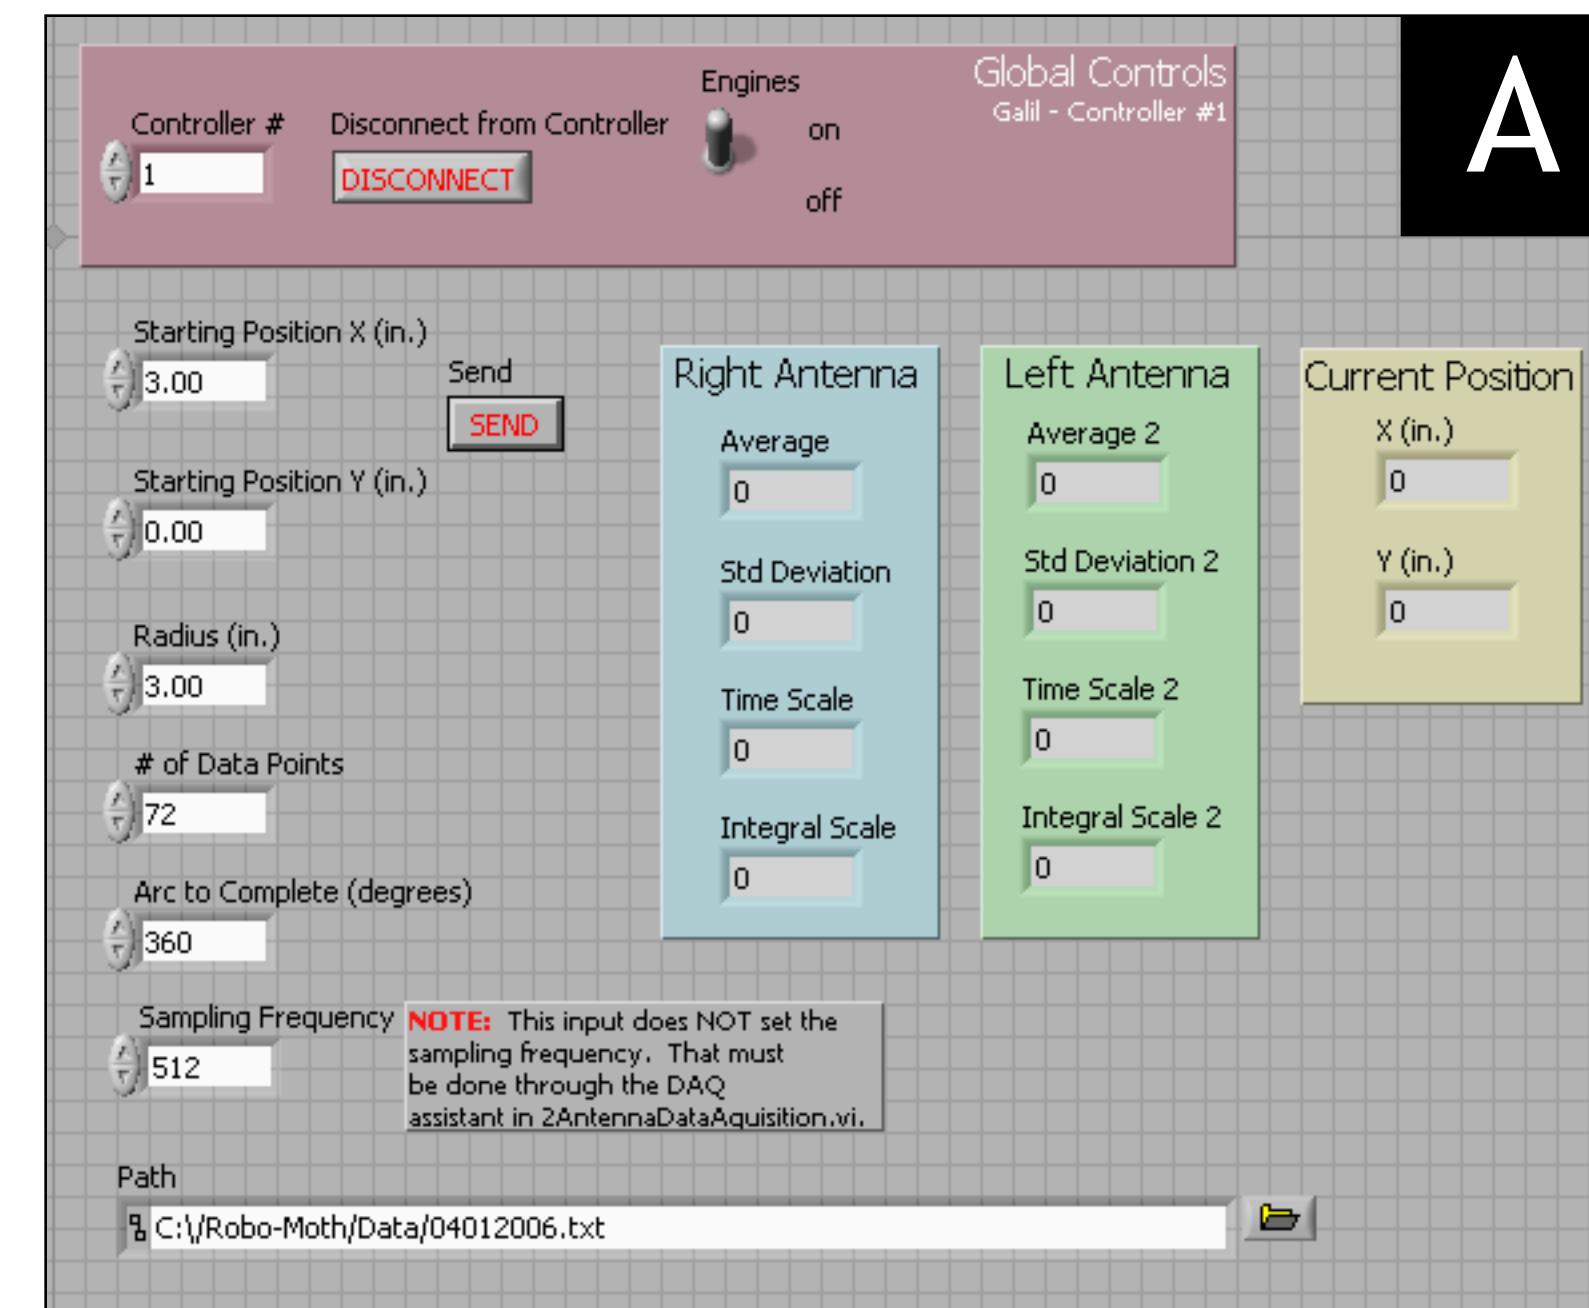 A
Global Controls
Galil - Controller #1
Controller #
1
Disconnect from Controller
DISCONNECT
Engines
on
off
Starting Position X (in.)
3.00
Send
SEND
Starting Position Y (in.)
0.00
Radius (in.)
3.00
# of Data Points
72
Arc to Complete (degrees)
360
Sampling Frequency
512
NOTE: This input does NOT set the
sampling frequency. That must
be done through the DAQ
assistant in 2AntennaDataAquisition.vi.
Right Antenna
Average
0
Std Deviation
0
Time Scale
0
Integral Scale
0
Left Antenna
Average 2
0
Std Deviation 2
0
Time Scale 2
0
Integral Scale 2
0
Current Position
X (in.)
0
Y (in.)
0
Path
C:\/Robo-Moth/Data/04012006.txt